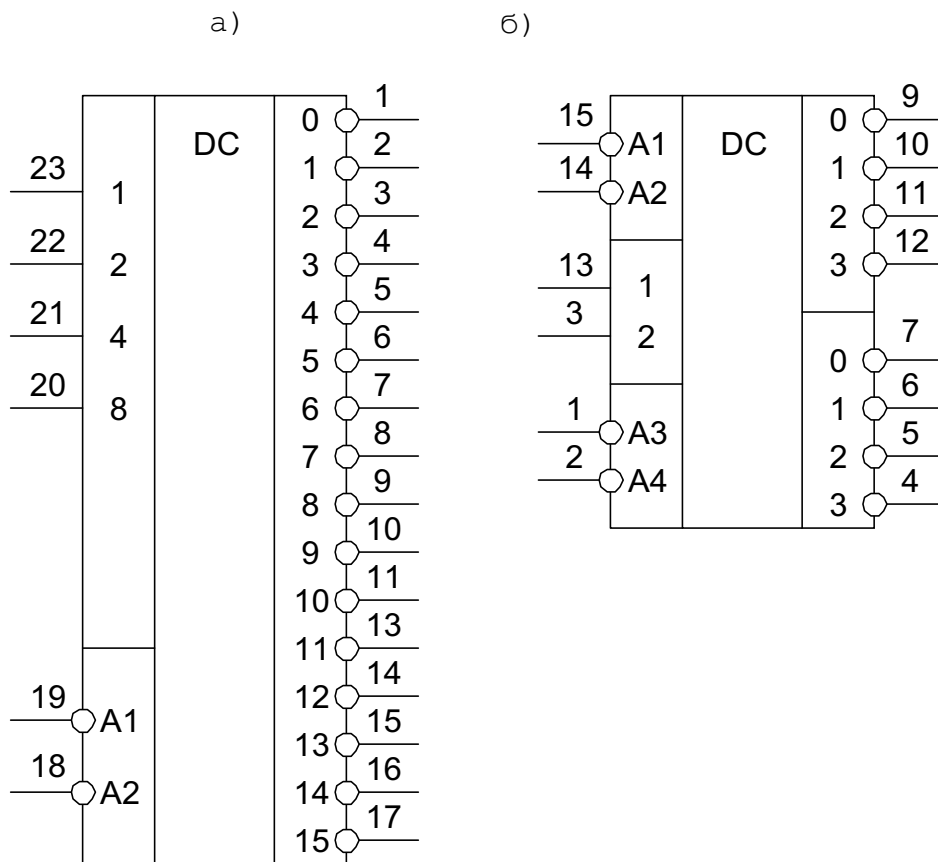 а) б)
1 9
0 15 0
DC A1 DC
2 10
1 14 1
23 3 A2 11
1 2 2
4 12
22 3 13 3
2 5 1
4 3
21 6 2 7
4 5 0
20 7 1 6
8 6 A3 1
8 2 5
7 A4 2
9 4
8 3
10
9
11
10
13
11
14
19 12
A1 15
13
18 16
A2 14
17
15